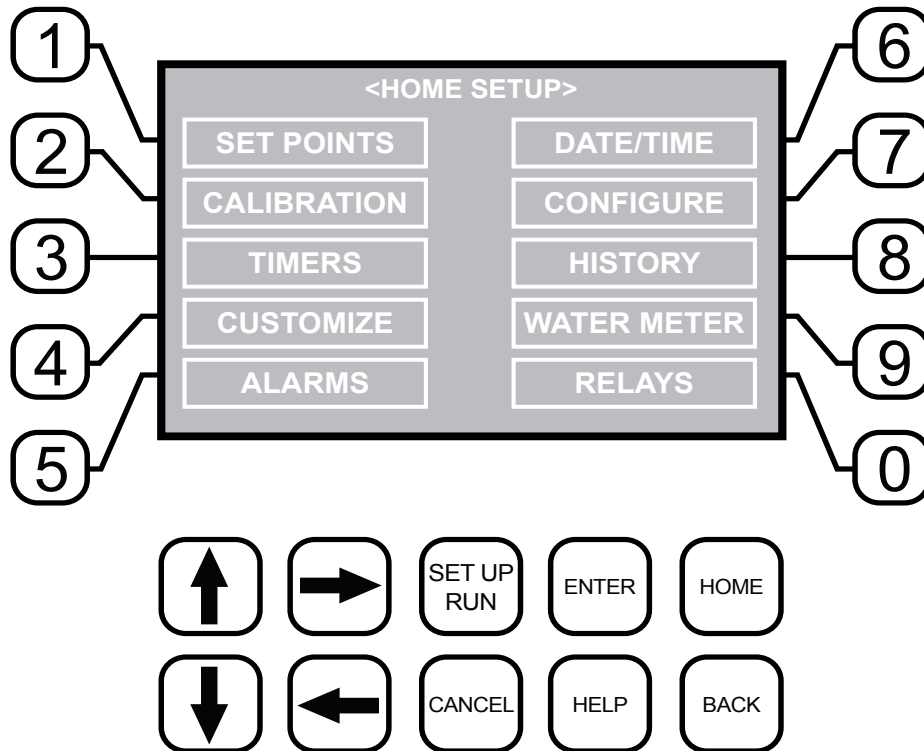 1
6
<HOME SETUP>
SET POINTS
DATE/TIME
2
7
CALIBRATION
CONFIGURE
3
TIMERS
HISTORY
8
CUSTOMIZE
WATER METER
4
9
ALARMS
RELAYS
5
0
SET UP
RUN
ENTER
HOME
CANCEL
HELP
BACK